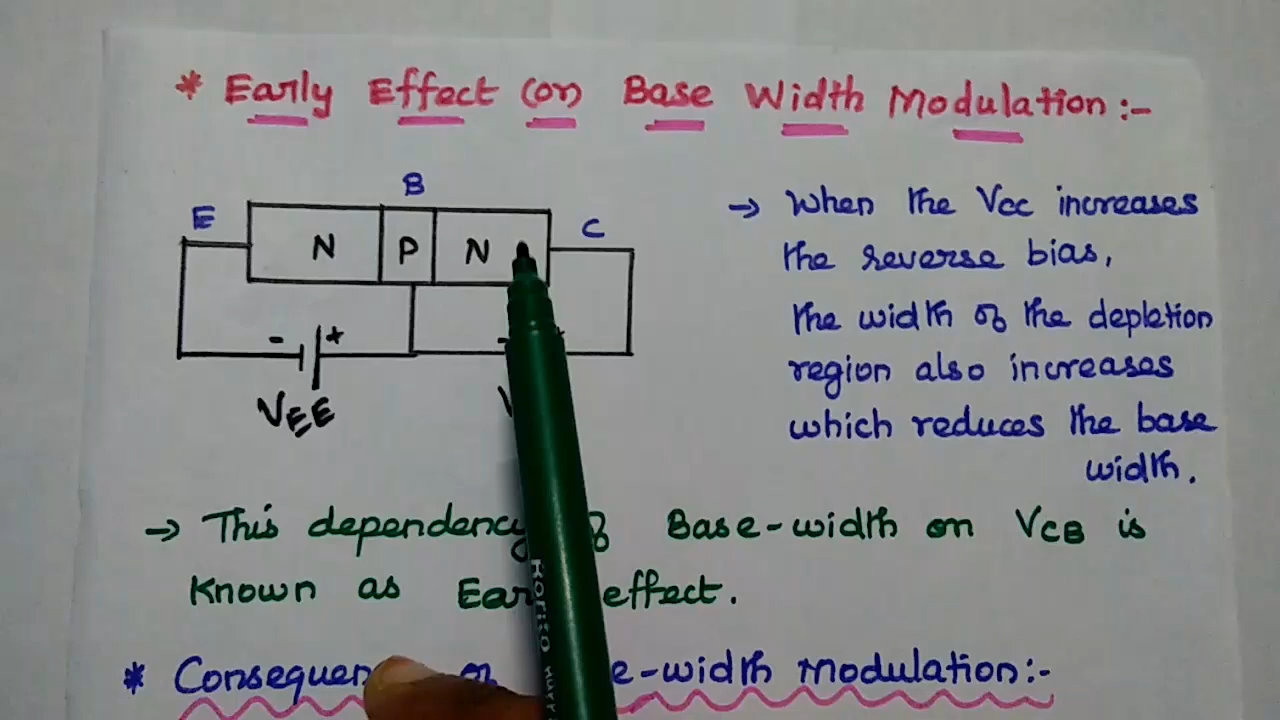 * Early Effect (or) Base Width Modulation:-
B
E
C
N P N
- +
VEE
→ When the Vcc increases
the reverse bias,
the width of the depletion
region also increases
which reduces the base
width.
→ This dependency Base-width on VCB is
Known as effect.
* width Modulation:-